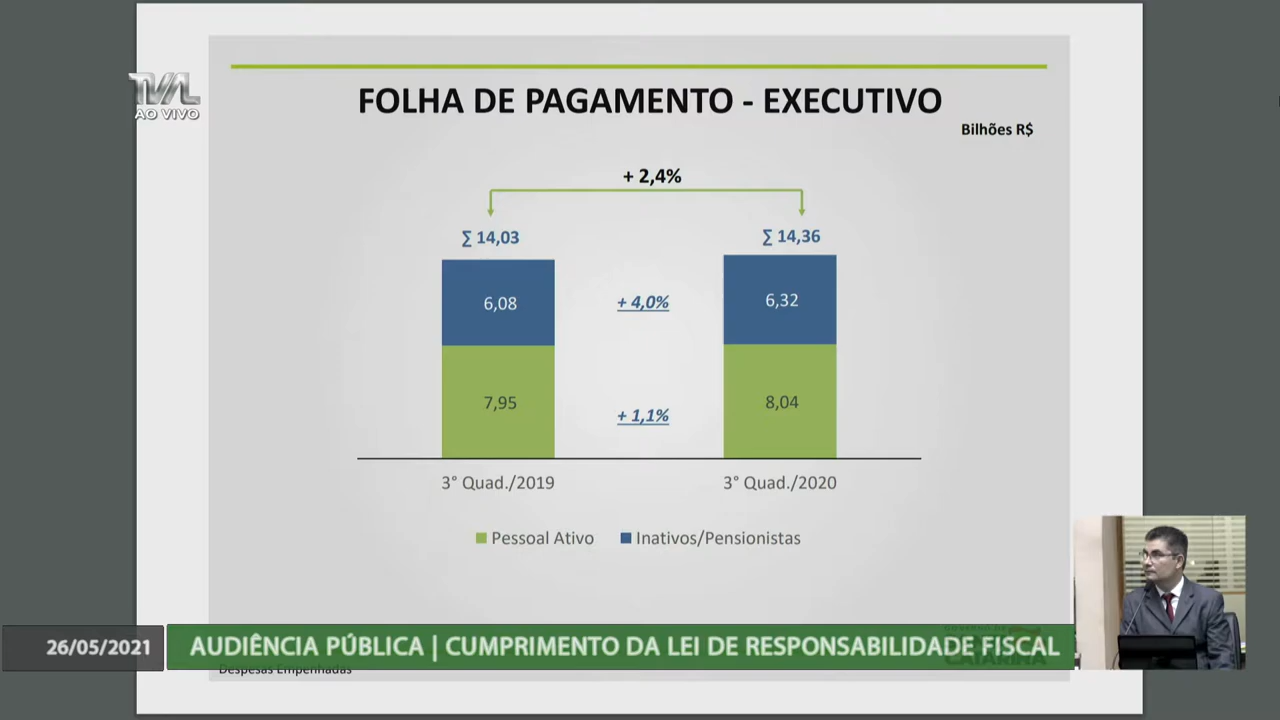 TVAL
AO VIVO
FOLHA DE PAGAMENTO - EXECUTIVO
Bilhões R$
+ 2,4%
∑ 14,03
∑ 14,36
6,08
+ 4,0%
6,32
7,95
+ 1,1%
8,04
3° Quad./2019
3° Quad./2020
Pessoal Ativo
Inativos/Pensionistas
26/05/2021
AUDIÊNCIA PÚBLICA | CUMPRIMENTO DA LEI DE RESPONSABILIDADE FISCAL
Despesas Empenhadas